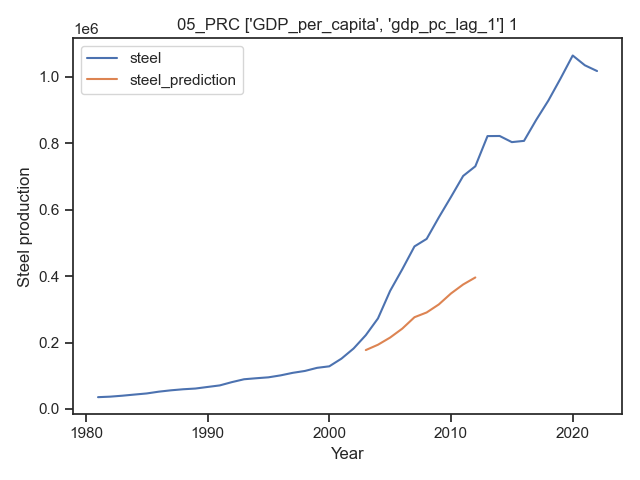 05_PRC ['GDP_per_capita', 'gdp_pc_lag_1'] 1
1e6
steel
steel_prediction
Steel production
1.0
0.8
0.6
0.4
0.2
0.0
1980 1990 2000 2010 2020
Year